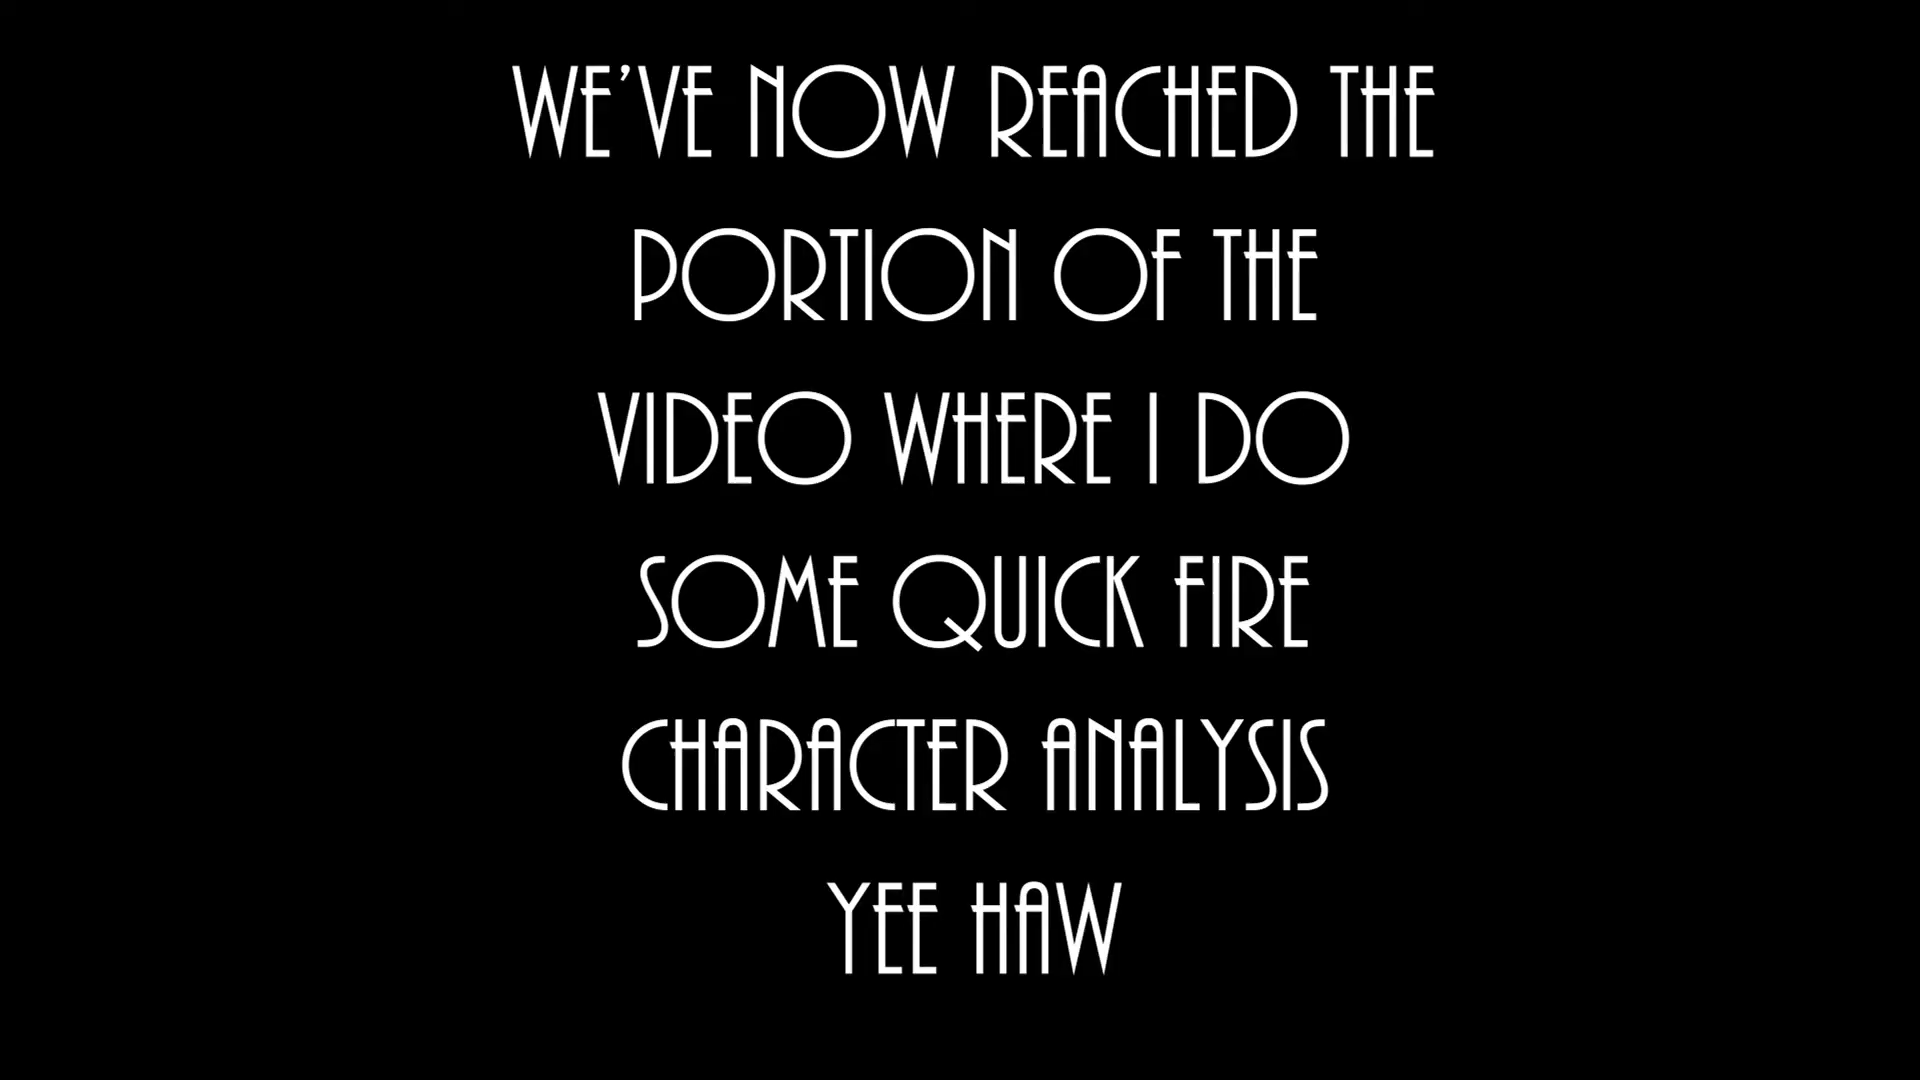 WE'VE NOW REACHED THE
PORTION OF THE
VIDEO WHERE I DO
SOME QUICK FIRE
CHARACTER ANALYSIS
YEE HAW